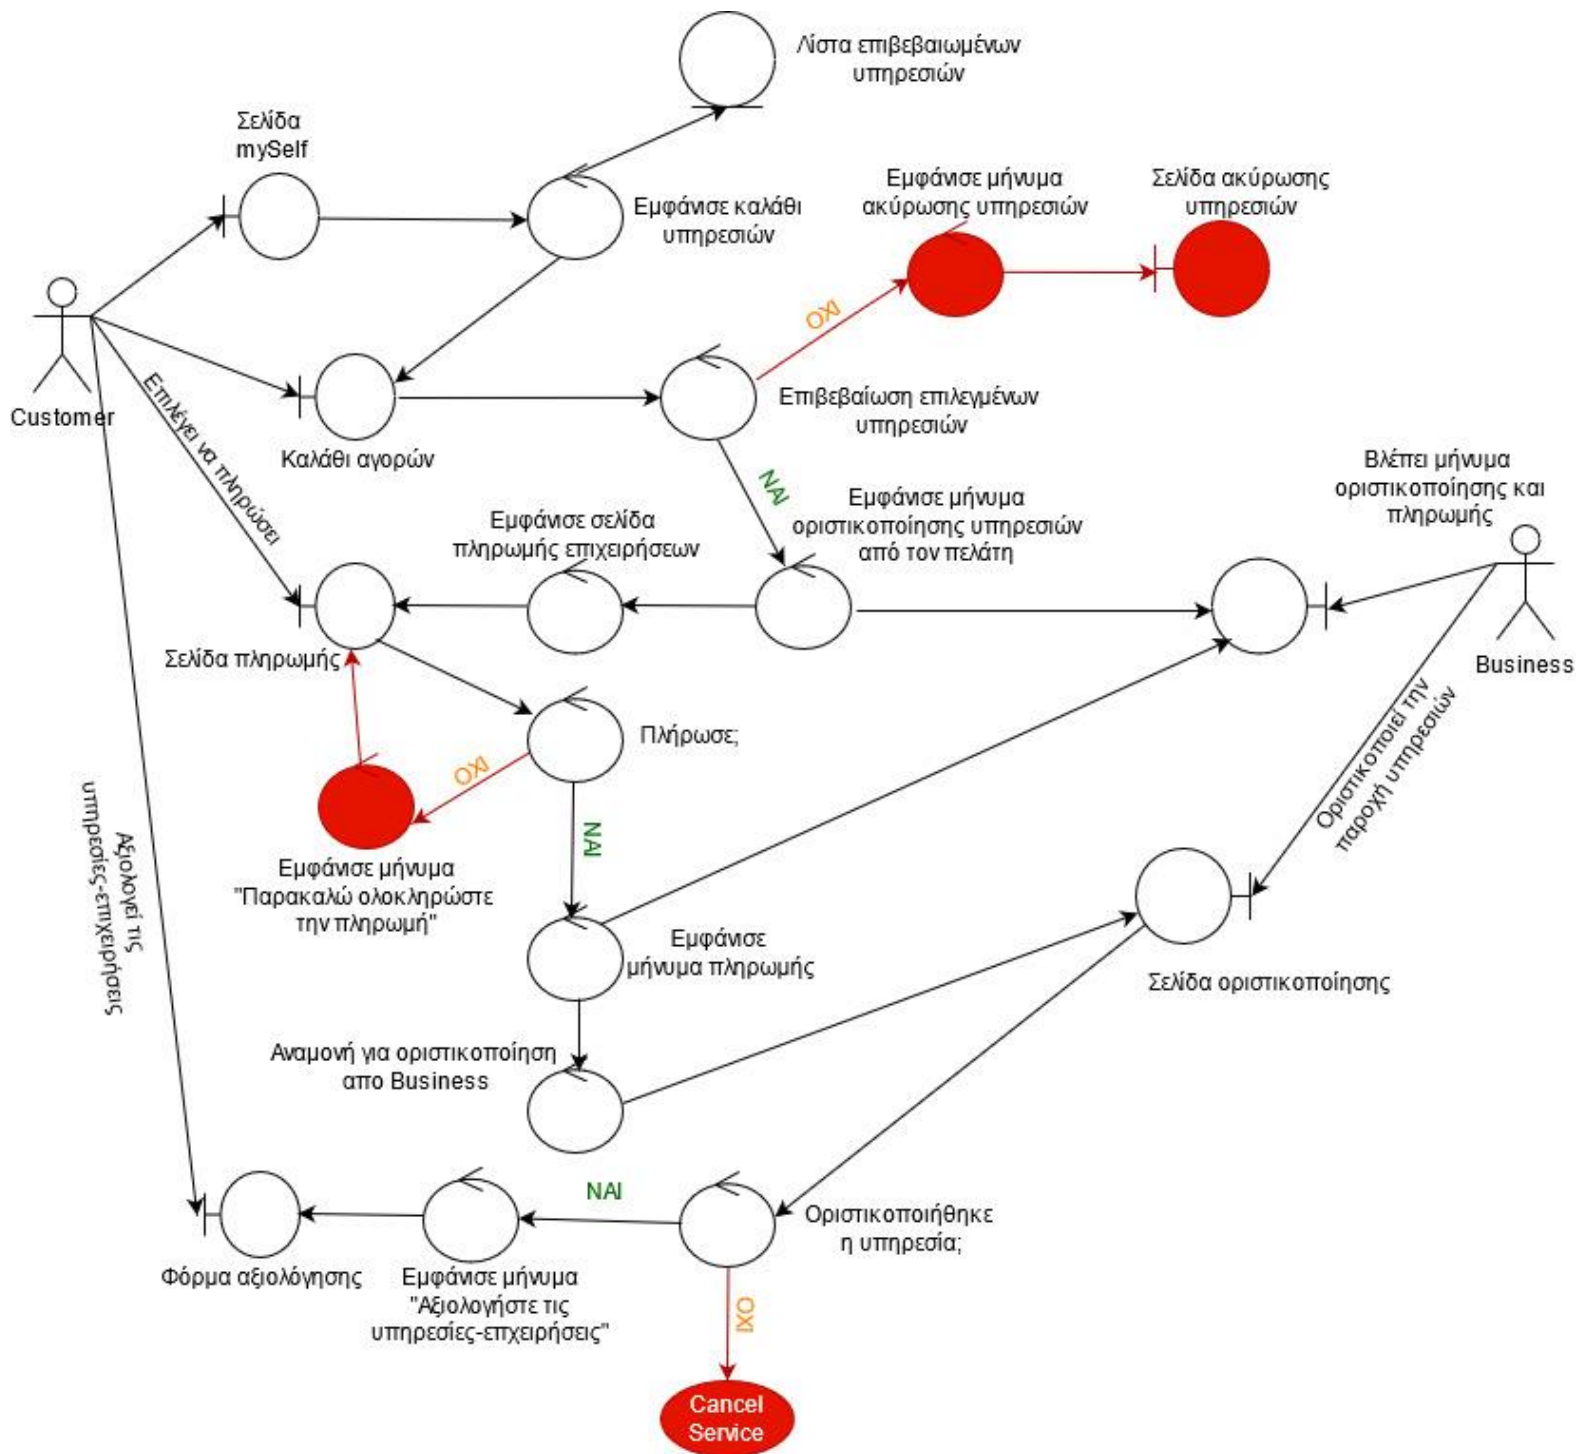 Λίστα επιβεβαιωμένων
υπηρεσιών
Σελίδα
mySelf
Εμφάνισε καλάθι
υπηρεσιών
Εμφάνισε μήνυμα
ακύρωσης υπηρεσιών
Σελίδα ακύρωσης
υπηρεσιών
ΟΧΙ
Customer
Επιλέγει να πληρώσει
Καλάθι αγορών
Επιβεβαίωση επιλεγμένων
υπηρεσιών
ΝΑΙ
Βλέπει μήνυμα
οριστικοποίησης και
πληρωμής
Εμφάνισε σελίδα
πληρωμής επιχειρήσεων
Εμφάνισε μήνυμα
οριστικοποίησης υπηρεσιών
από τον πελάτη
Σελίδα πληρωμής
Business
Πλήρωσε;
ΟΧΙ
ΝΑΙ
Οριστικοποιεί την
παροχή υπηρεσιών
Αξιολογεί τις
υπηρεσίες-επιχειρήσεις
Εμφάνισε μήνυμα
"Παρακαλώ ολοκληρώστε
την πληρωμή"
Εμφάνισε
μήνυμα πληρωμής
Σελίδα οριστικοποίησης
Αναμονή για οριστικοποίηση
απο Business
ΝΑΙ
Οριστικοποιήθηκε
η υπηρεσία;
Φόρμα αξιολόγησης
Εμφάνισε μήνυμα
"Αξιολογήστε τις
υπηρεσίες-επχειρήσεις"
ΟΧΙ
Cancel
Service